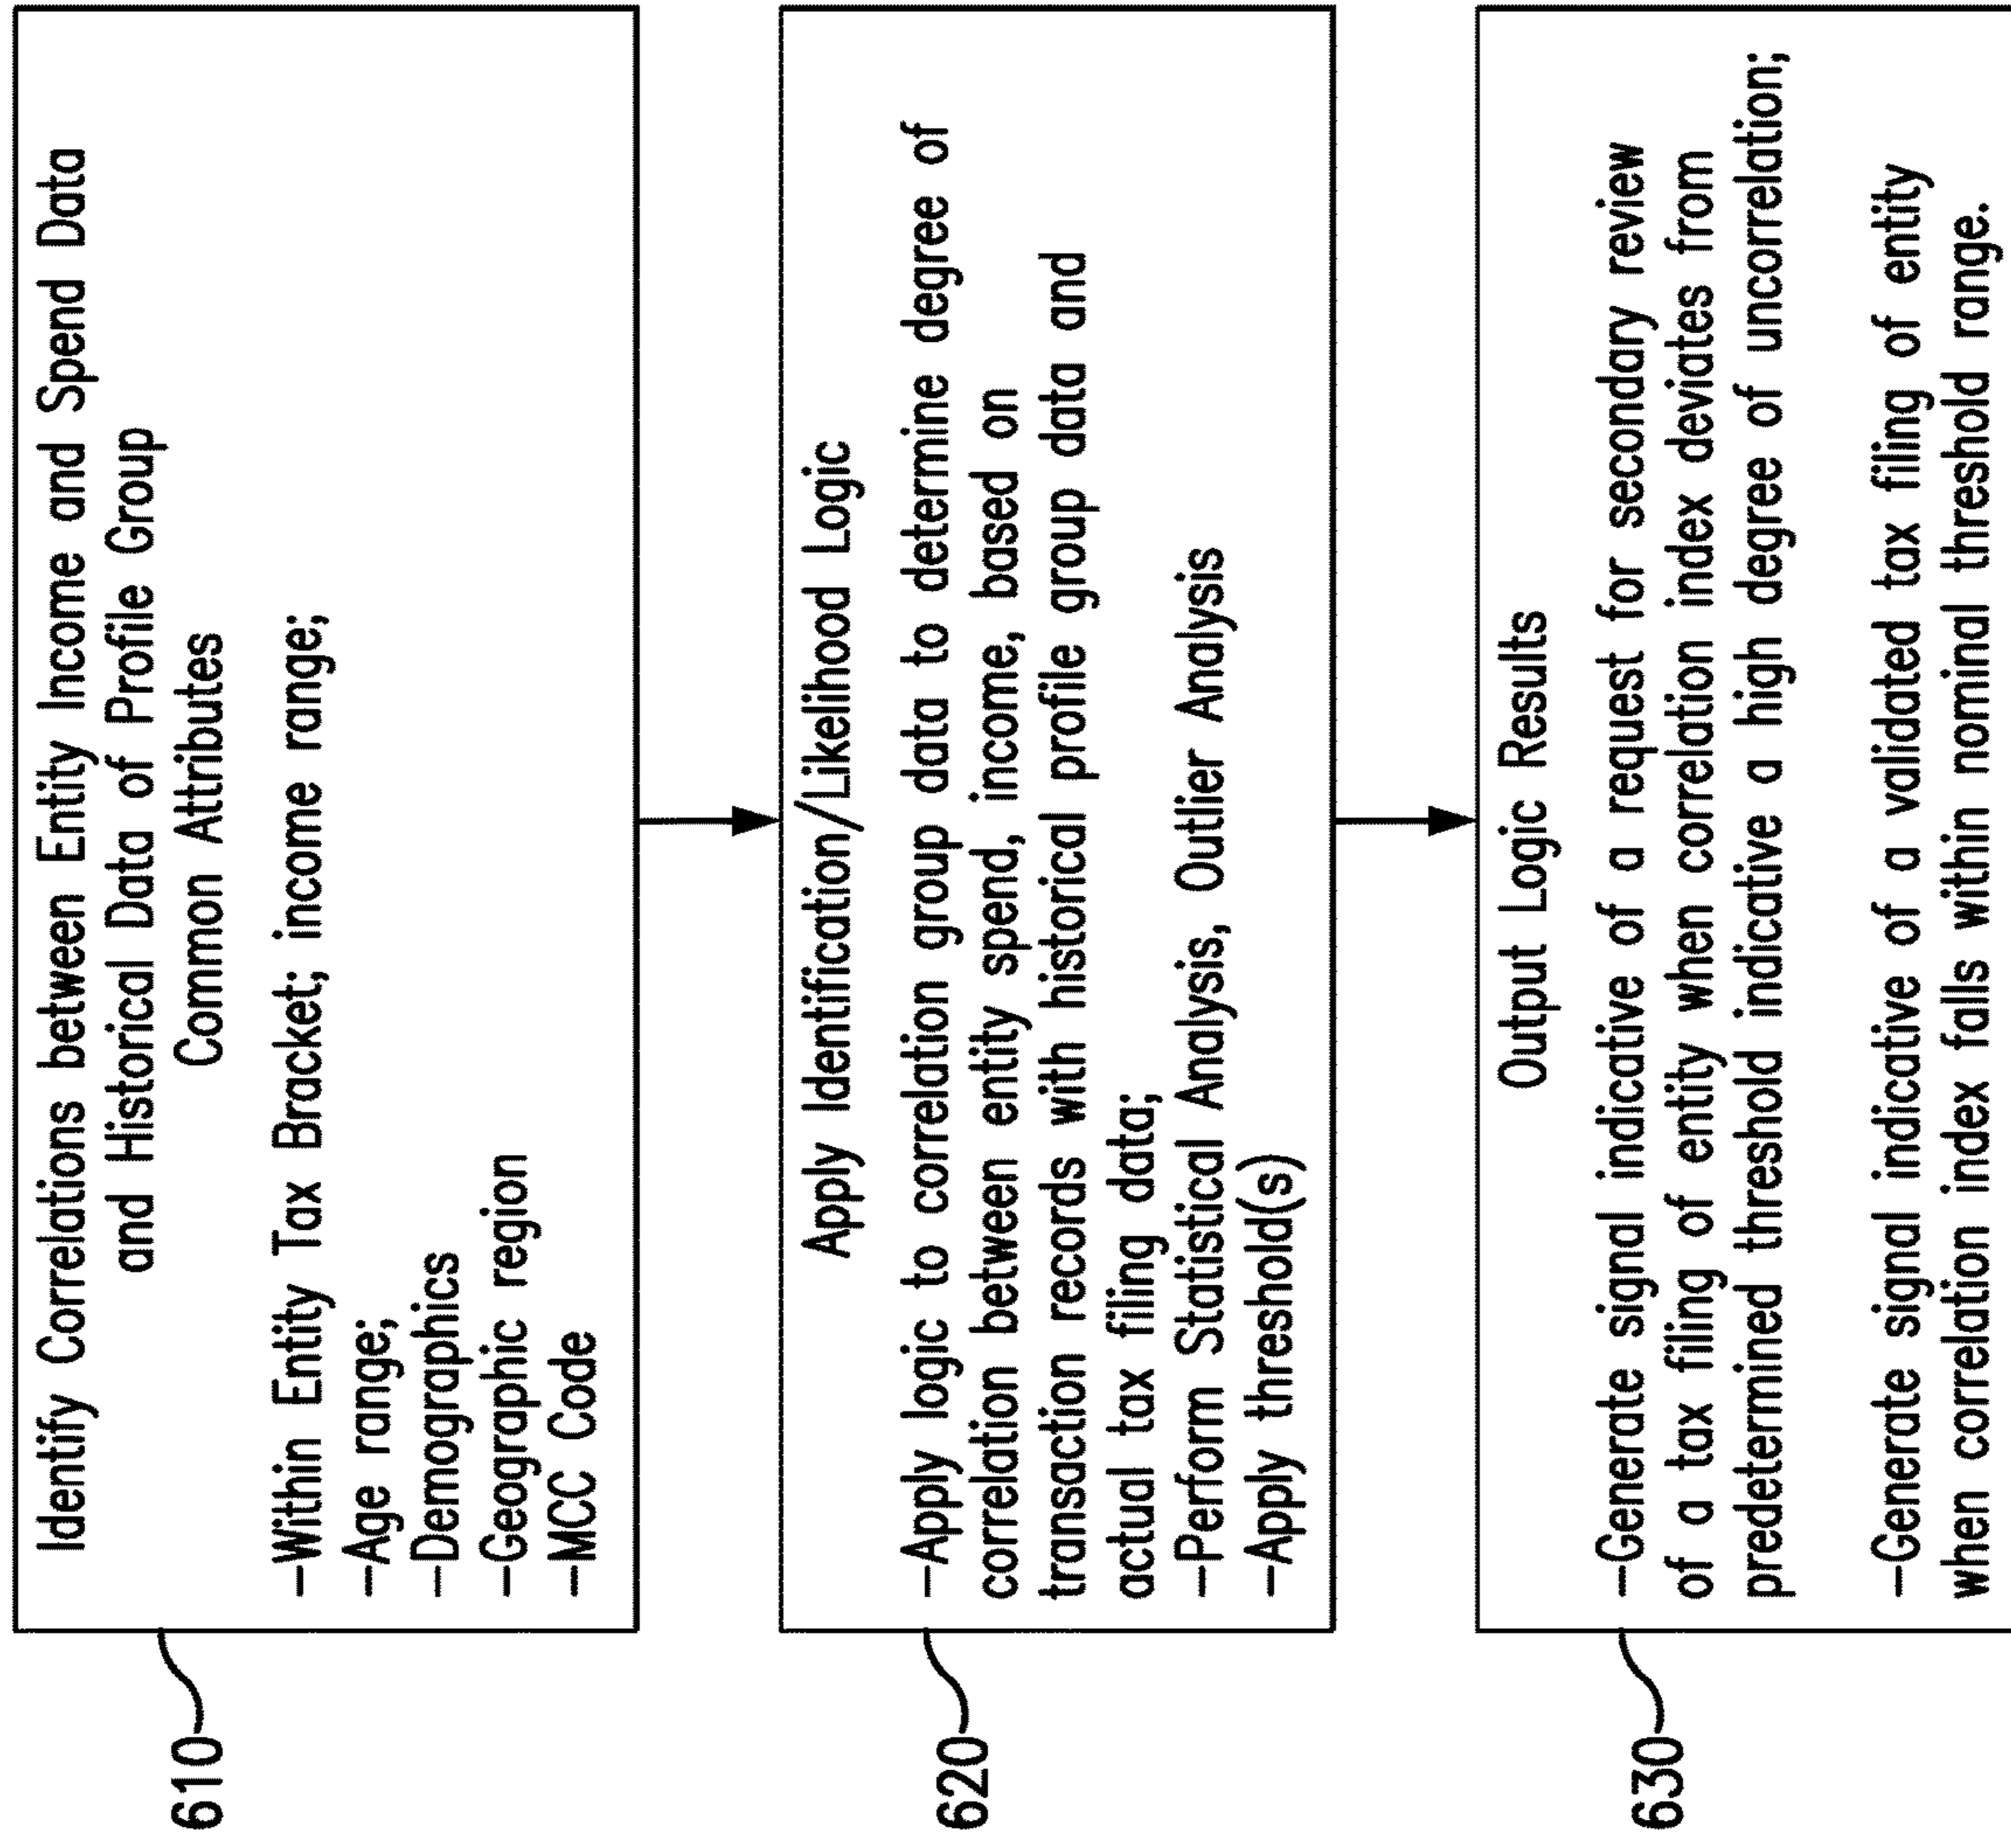 610
Identify Correlations between Entity Income and Spend Data
and Historical Data of Profile Group
Common Attributes
-Within Entity Tax Bracket; income range;
-Age range;
-Demographics
-Geographic region
-MCC Code
620
Apply Identification/Likelihood Logic
-Apply logic to correlation group data to determine degree of
correlation between entity spend, income, based on
transaction records with historical profile group data and
actual tax filing data;
-Perform Statistical Analysis, Outlier Analysis
-Apply threshold(s)
630
Output Logic Results
-Generate signal indicative of a request for secondary review
of a tax filing of entity when correlation index deviates from
predetermined threshold indicative a high degree of uncorrelation;
-Generate signal indicative of a validated tax filing of entity
when correlation index falls within nominal threshold range.